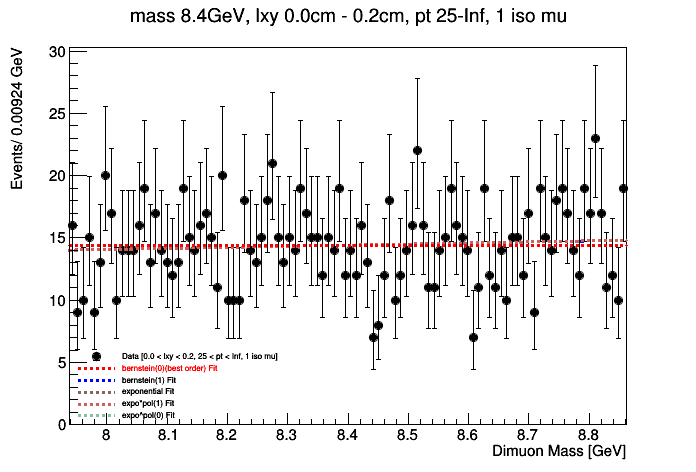 mass 8.4GeV, lxy 0.0cm - 0.2cm, pt 25-Inf, 1 iso mu
Events/ 0.00924 GeV
30
25
20
15
10
5
0
Data [0.0 < lxy < 0.2, 25 < pt < Inf, 1 iso mu]
bernstein(0)(best order) Fit
bernstein(1) Fit
exponential Fit
expo*pol(1) Fit
expo*pol(0) Fit
8 8.1 8.2 8.3 8.4 8.5 8.6 8.7 8.8
Dimuon Mass [GeV]